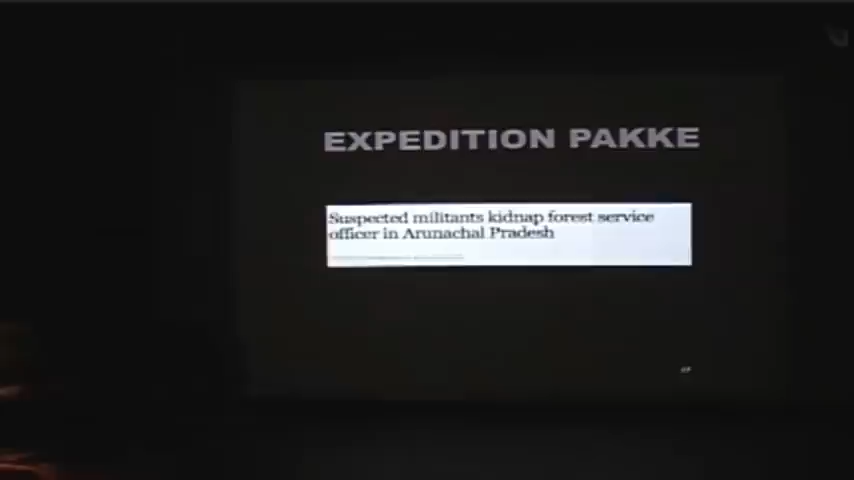 EXPEDITION PAKKE
Suspected militants kidnap forest service
officer in Arunachal Pradesh